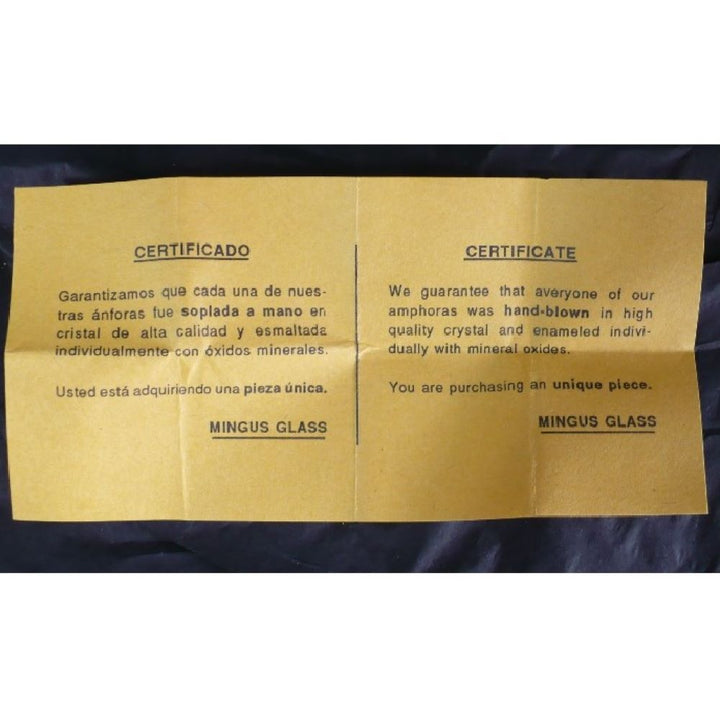 CERTIFICADO
Garantizamos que cada una de nues-
tras ánforas fue soplada a mano en
cristal de alta calidad y esmaltada
individualmente con óxidos minerales.
Usted está adquiriendo una pieza única.
MINGUS GLASS
CERTIFICATE
We guarantee that averyone of our
amphoras was hand-blown in high
quality crystal and enameled indivi-
dually with mineral oxides.
You are purchasing an unique piece.
MINGUS GLASS